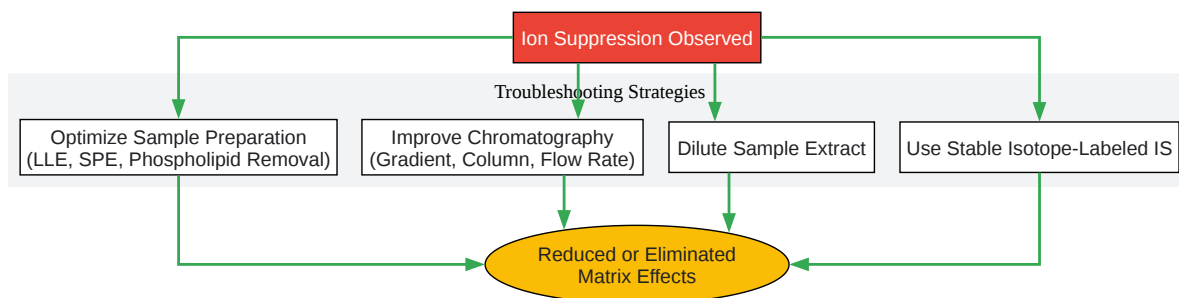 Ion Suppression Observed
Troubleshooting Strategies
Optimize Sample Preparation
(LLE, SPE, Phospholipid Removal)
Improve Chromatography
(Gradient, Column, Flow Rate)
Dilute Sample Extract
Use Stable Isotope-Labeled IS
Reduced or Eliminated
Matrix Effects